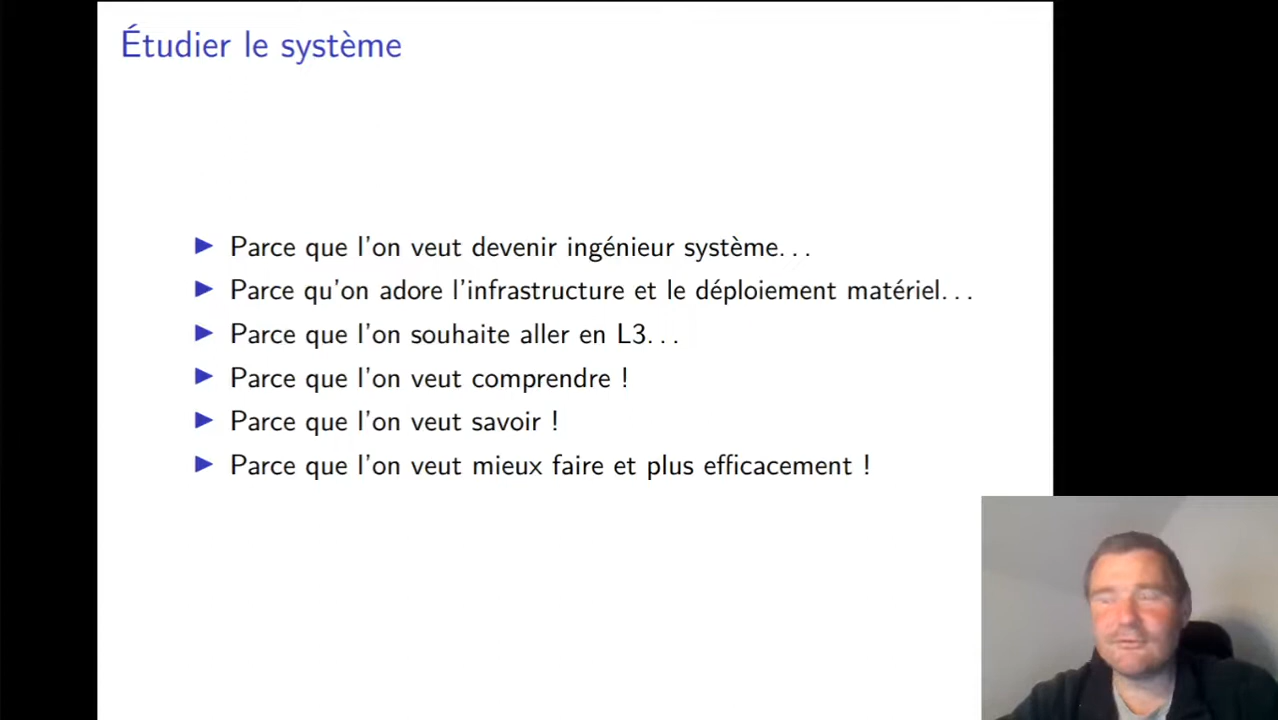 Étudier le système
Parce que l'on veut devenir ingénieur système...
Parce qu'on adore l'infrastructure et le déploiement matériel...
Parce que l'on souhaite aller en L3...
Parce que l'on veut comprendre !
Parce que l'on veut savoir !
Parce que l'on veut mieux faire et plus efficacement !